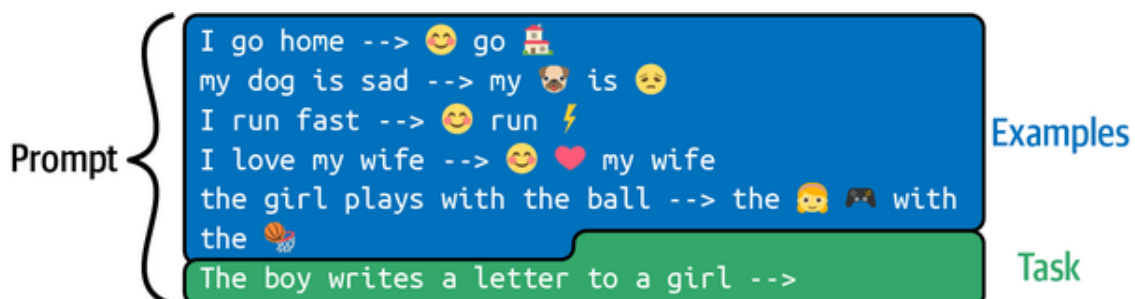 Prompt
I go home --> 😊 go 🏠
my dog is sad --> my 🐶 is 😞
I run fast --> 😊 run ⚡
I love my wife --> 😊 ❤️ my wife
the girl plays with the ball --> the 👧 🎮 with
the 🏀
The boy writes a letter to a girl -->
Examples
Task